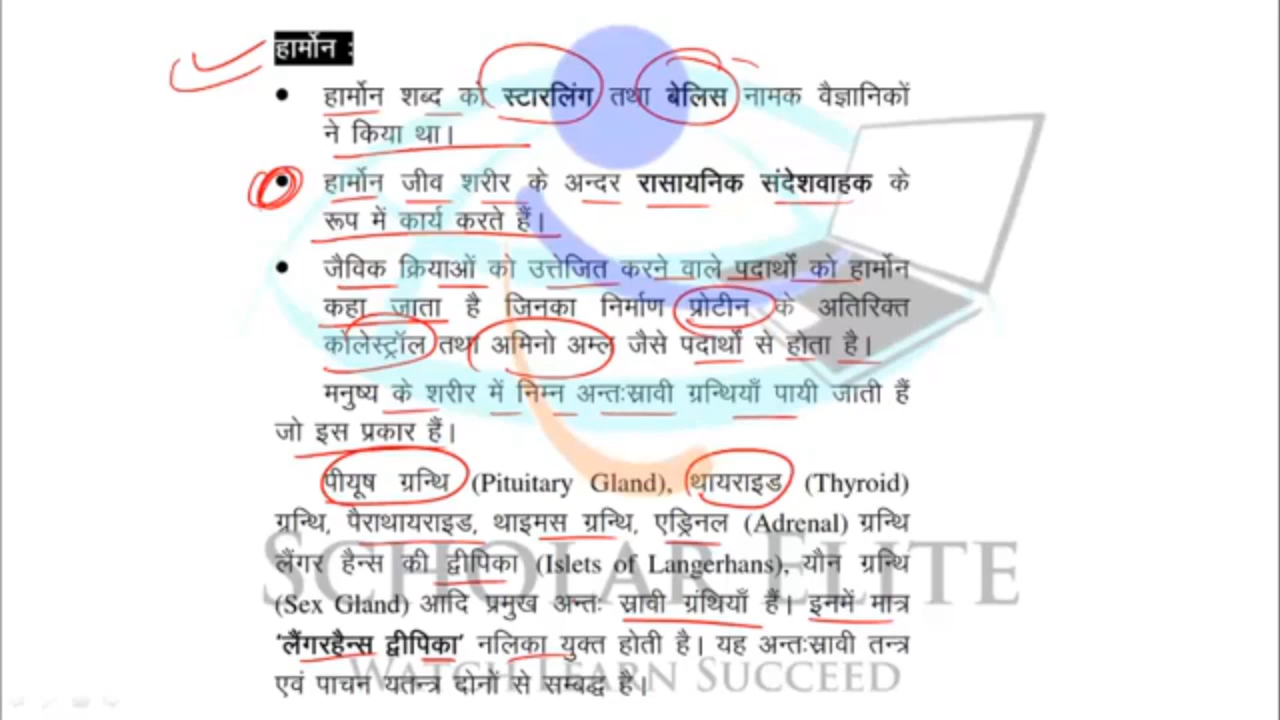 हार्मोन :
• हार्मोन शब्द को स्टारलिंग तथा बेलिस नामक वैज्ञानिकों
ने किया था।
• हार्मोन जीव शरीर के अन्दर रासायनिक संदेशवाहक के
रूप में कार्य करते हैं।
• जैविक क्रियाओं को उत्तेजित करने वाले पदार्थो को हार्मोन
कहा जाता है जिनका निर्माण प्रोटीन के अतिरिक्त
कोलेस्ट्रॉल तथा अमिनो अम्ल जैसे पदार्थों से होता है।
मनुष्य के शरीर में निम्न अन्तःस्रावी ग्रन्थियाँ पायी जाती हैं
जो इस प्रकार हैं।
पीयूष ग्रन्थि (Pituitary Gland), थायराइड (Thyroid)
ग्रन्थि, पैराथायराइड, थाइमस ग्रन्थि, एड्रिनल (Adrenal) ग्रन्थि
लैंगर हैन्स की द्वीपिका (Islets of Langerhans), यौन ग्रन्थि
(Sex Gland) आदि प्रमुख अन्तः स्रावी ग्रंथियाँ हैं। इनमें मात्र
'लैंगरहैन्स द्वीपिका' नलिका युक्त होती है। यह अन्तःस्रावी तन्त्र
एवं पाचन यतन्त्र दोनों से सम्बद्ध है।
SCHOLAR ELITE
WATCH LEARN SUCCEED